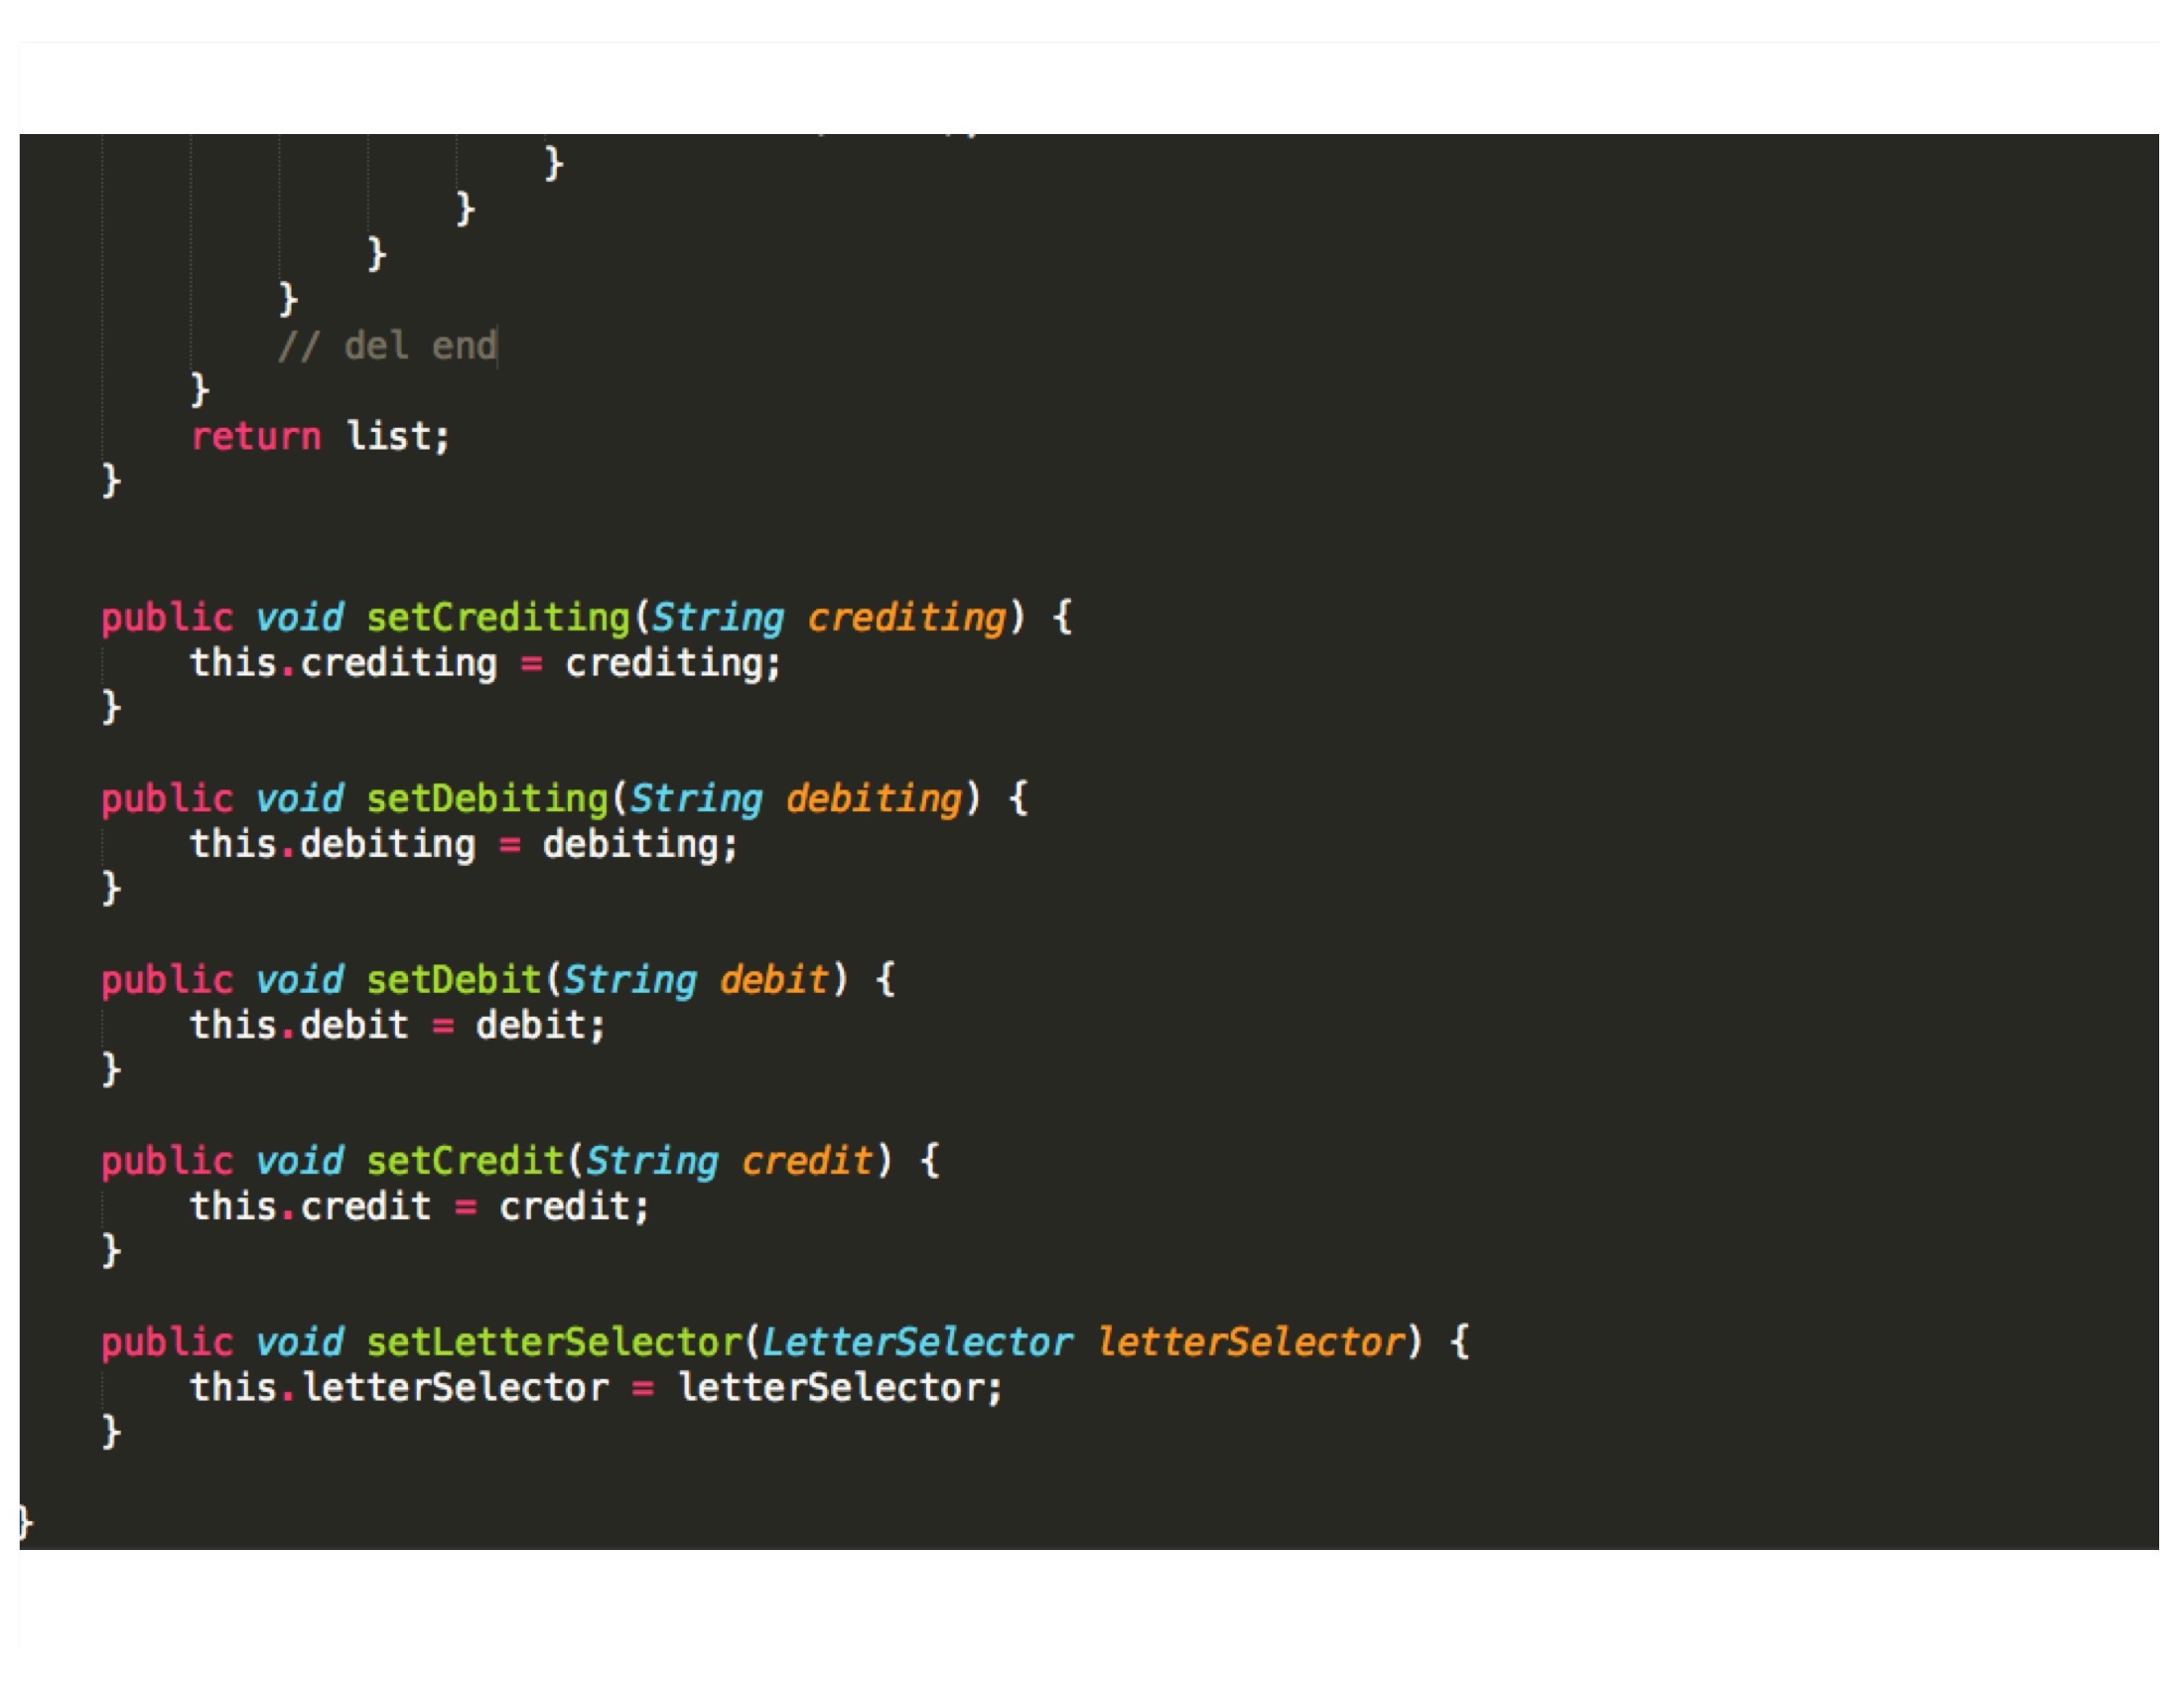 }
}
}
}
// del end
}
return list;
}
public void setCrediting(String crediting) {
this.crediting = crediting;
}
public void setDebiting(String debiting) {
this.debiting = debiting;
}
public void setDebit(String debit) {
this.debit = debit;
}
public void setCredit(String credit) {
this.credit = credit;
}
public void setLetterSelector(LetterSelector letterSelector) {
this.letterSelector = letterSelector;
}
}